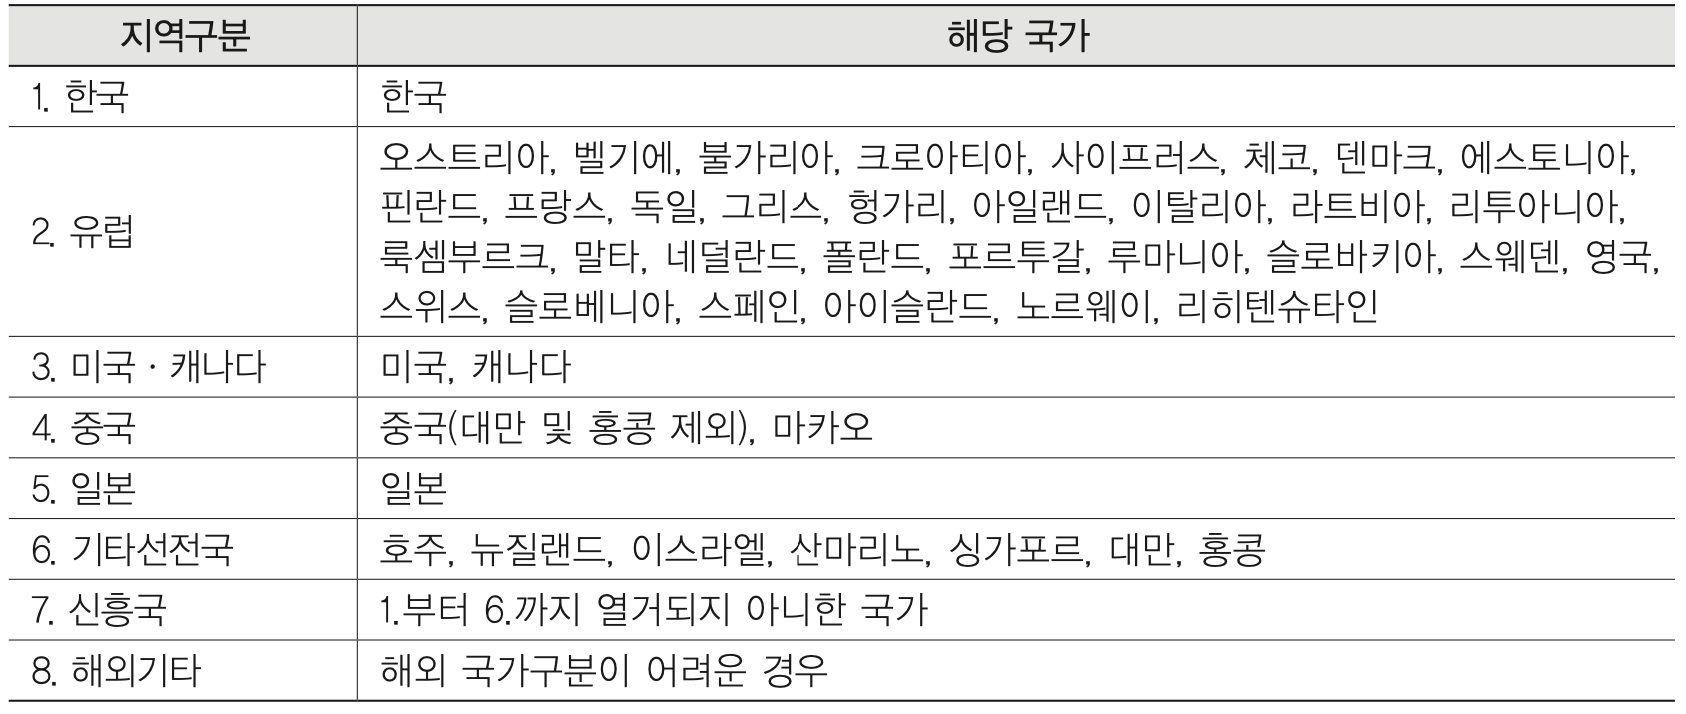 지역구분 해당 국가
1. 한국 한국
2. 유럽
오스트리아, 벨기에, 불가리아, 크로아티아, 사이프러스, 체코, 덴마크, 에스토니아,
핀란드, 프랑스, 독일, 그리스, 헝가리, 아일랜드, 이탈리아, 라트비아, 리투아니아,
룩셈부르크, 말타, 네덜란드, 폴란드, 포르투갈, 루마니아, 슬로바키아, 스웨덴, 영국,
스위스, 슬로베니아, 스페인, 아이슬란드, 노르웨이, 리히텐슈타인
3. 미국 · 캐나다 미국, 캐나다
4. 중국 중국(대만 및 홍콩 제외), 마카오
5. 일본 일본
6. 기타선전국 호주, 뉴질랜드, 이스라엘, 산마리노, 싱가포르, 대만, 홍콩
7. 신흥국 1.부터 6.까지 열거되지 아니한 국가
8. 해외기타 해외 국가구분이 어려운 경우